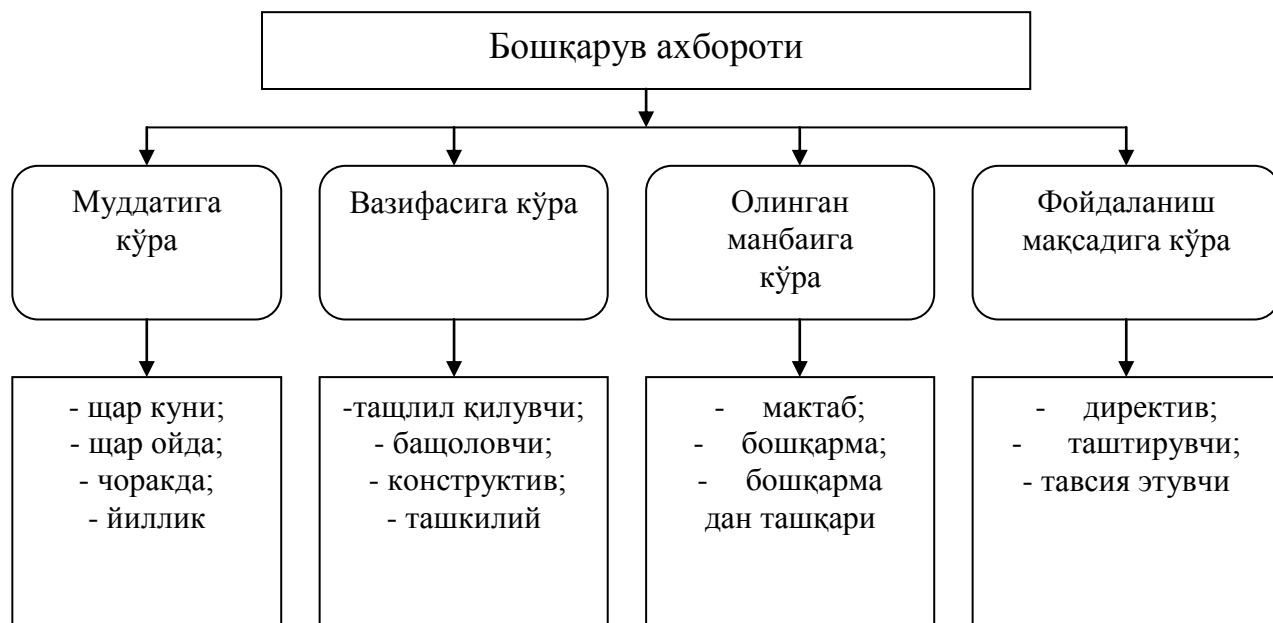 Бошқарув ахбороти
Муддатига
кўра
Вазифасига кўра
Олинган
манбаига
кўра
Фойдаланиш
мақсадига кўра
- щар куни;
- щар ойда;
- чоракда;
- йиллик
-тащлил қилувчи;
- бащоловчи;
- конструктив;
- ташкилий
- мактаб;
- бошқарма;
- бошқарма
дан ташқари
- директив;
- таштирувчи;
- тавсия этувчи